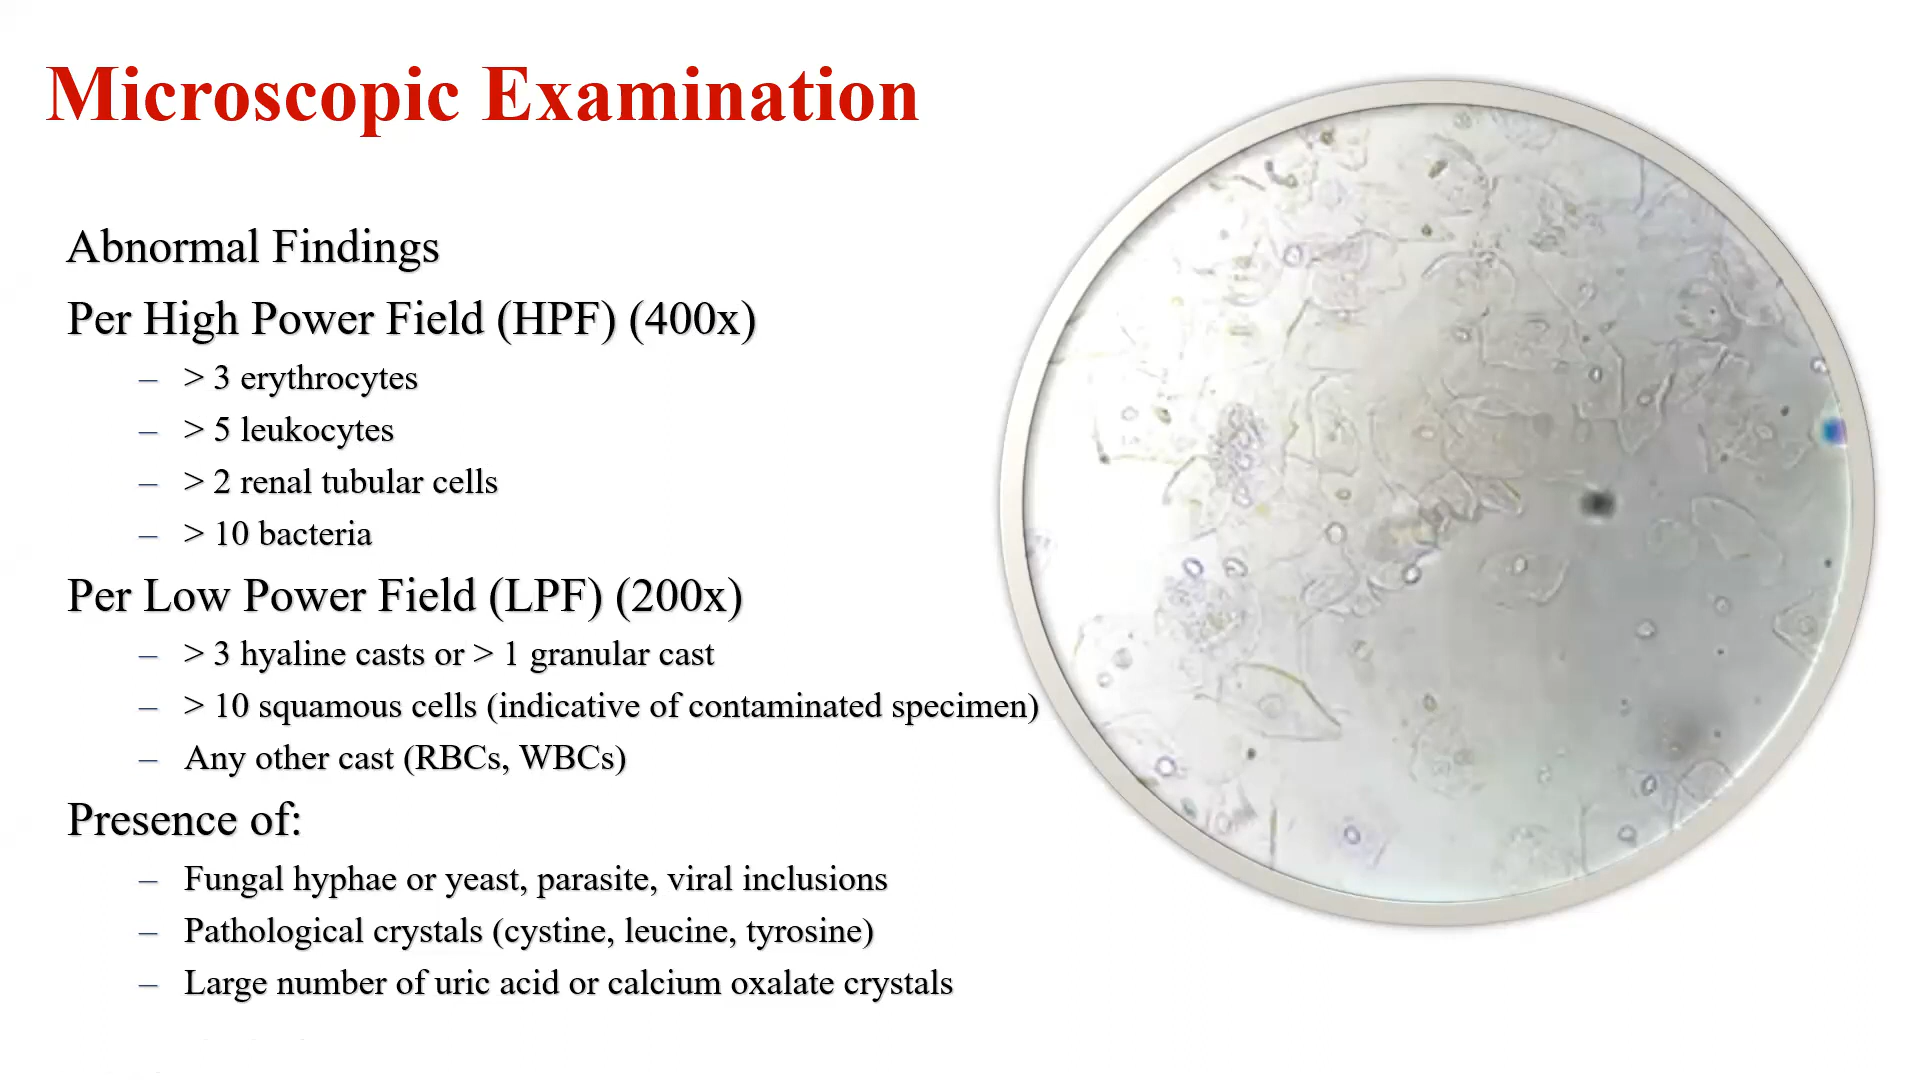 Microscopic Examination
Abnormal Findings
Per High Power Field (HPF) (400x)
– > 3 erythrocytes
– > 5 leukocytes
– > 2 renal tubular cells
– > 10 bacteria
Per Low Power Field (LPF) (200x)
– > 3 hyaline casts or > 1 granular cast
– > 10 squamous cells (indicative of contaminated specimen)
– Any other cast (RBCs, WBCs)
Presence of:
– Fungal hyphae or yeast, parasite, viral inclusions
– Pathological crystals (cystine, leucine, tyrosine)
– Large number of uric acid or calcium oxalate crystals